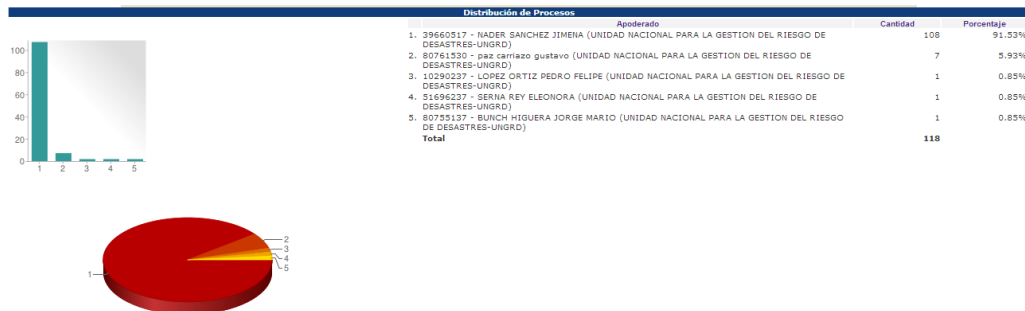 Distribución de Procesos
Apoderado Cantidad Porcentaje
1. 39660517 - NADER SANCHEZ JIMENA (UNIDAD NACIONAL PARA LA GESTION DEL RIESGO DE
DESASTRES-UNGRD) 108 91.53%
2. 80761530 - paz carriazo gustavo (UNIDAD NACIONAL PARA LA GESTION DEL RIESGO DE
DESASTRES-UNGRD) 7 5.93%
3. 10290237 - LOPEZ ORTIZ PEDRO FELIPE (UNIDAD NACIONAL PARA LA GESTION DEL RIESGO DE
DESASTRES-UNGRD) 1 0.85%
4. 51696237 - SERNA REY ELEONORA (UNIDAD NACIONAL PARA LA GESTION DEL RIESGO DE
DESASTRES-UNGRD) 1 0.85%
5. 80755137 - BUNCH HIGUERA JORGE MARIO (UNIDAD NACIONAL PARA LA GESTION DEL RIESGO
DE DESASTRES-UNGRD) 1 0.85%
Total 118
100
80
60
40
20
0
1 2 3 4 5
2
3
4
5
1